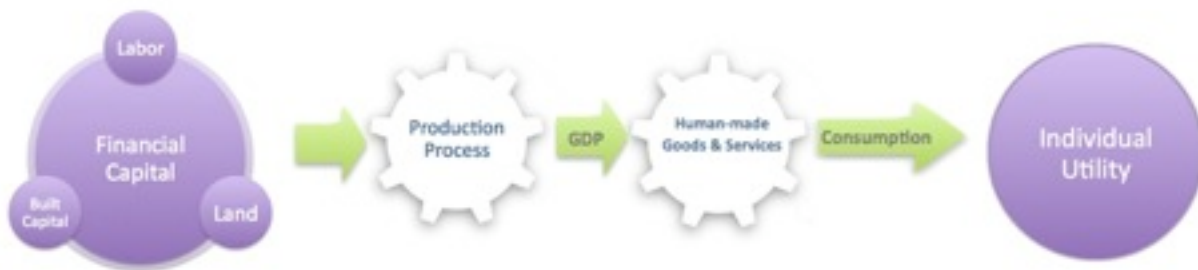 Labor
Financial
Capital
Built
Capital
Land
Production
Process
GDP
Human-made
Goods & Services
Consumption
Individual
Utility